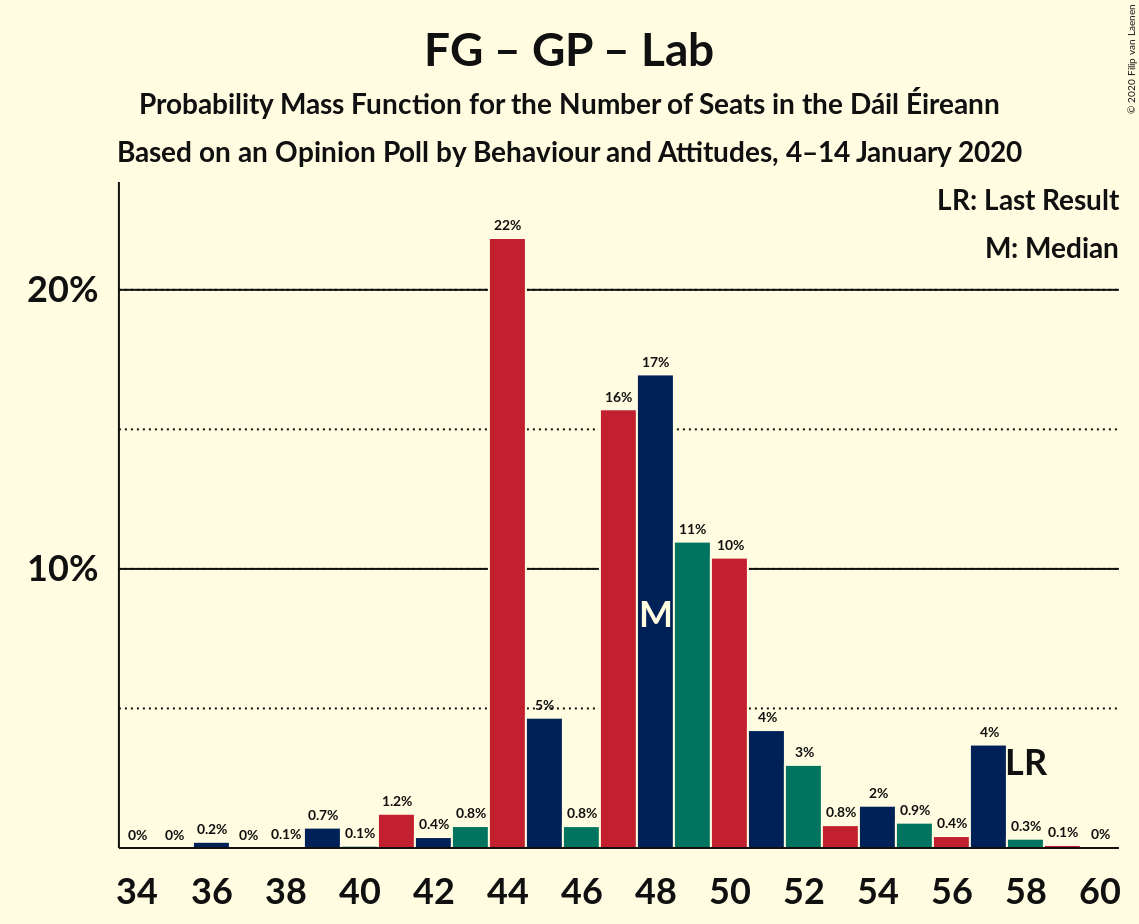 FG – GP – Lab
Probability Mass Function for the Number of Seats in the Dáil Éireann
Based on an Opinion Poll by Behaviour and Attitudes, 4–14 January 2020
© 2020 Filip van Laenen
LR: Last Result
M: Median
20%
10%
0% 0% 0.2% 0% 0.1% 0.7% 0.1% 1.2% 0.4% 0.8% 22% 5% 0.8% 16% 17% 11% 10% 4% 3% 0.8% 2% 0.9% 0.4% 4% 0.3% 0.1% 0%
M
LR
34 36 38 40 42 44 46 48 50 52 54 56 58 60